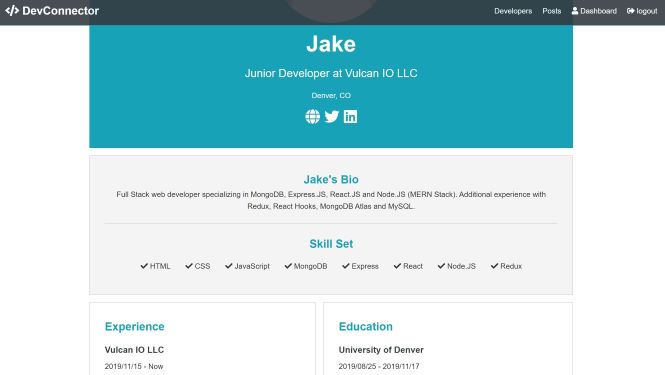 DevConnector
Developers Posts Dashboard logout
Jake
Junior Developer at Vulcan IO LLC
Denver, CO
Jake's Bio
Full Stack web developer specializing in MongoDB, Express.JS, React.JS and Node.JS (MERN Stack). Additional experience with
Redux, React Hooks, MongoDB Atlas and MySQL.
Skill Set
HTML CSS JavaScript MongoDB Express React Node.JS Redux
Experience
Vulcan IO LLC
2019/11/15 - Now
Education
University of Denver
2019/08/25 - 2019/11/17